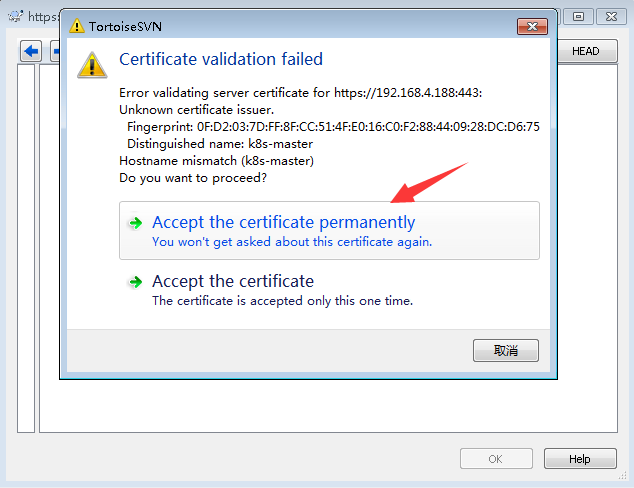 https:
TortoiseSVN
HEAD
Certificate validation failed
Error validating server certificate for https://192.168.4.188:443:
Unknown certificate issuer.
Fingerprint: 0F:D2:03:7D:FF:8F:CC:51:4F:E0:16:C0:F2:88:44:09:28:DC:D6:75
Distinguished name: k8s-master
Hostname mismatch (k8s-master)
Do you want to proceed?
Accept the certificate permanently
You won't get asked about this certificate again.
Accept the certificate
The certificate is accepted only this one time.
取消
OK
Help